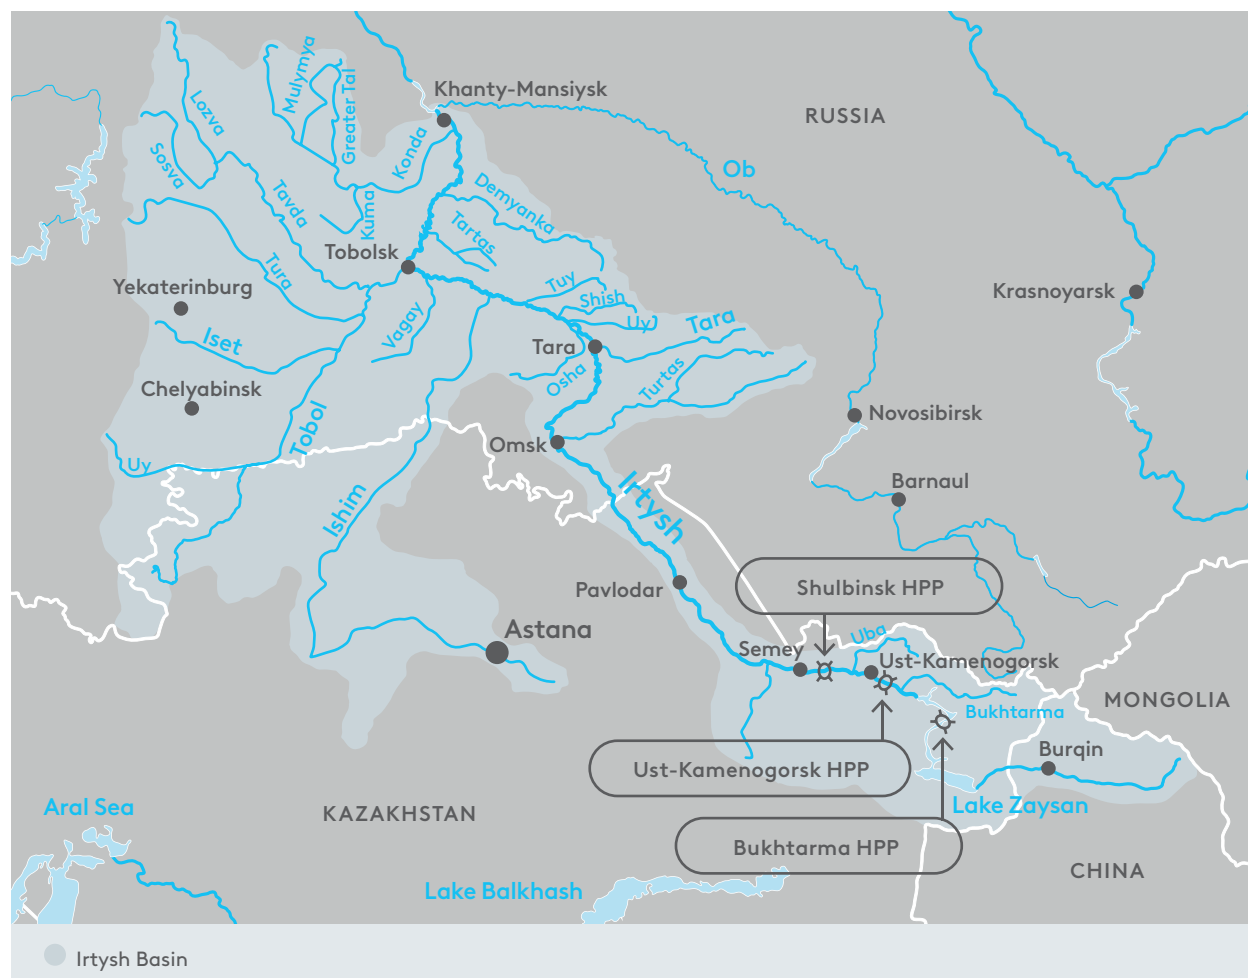 Khanty-Mansiysk
RUSSIA
Mulymya
Greater Tal
Lozva
Sosva
Konda
Ob
Demyanka
Tavda
Kuma
Tartas
Tobolsk
Tura
Yekaterinburg
Tuy
Shish
Krasnoyarsk
Iset
Vagay
Uy
Tara
Tara
Osha
Turtas
Chelyabinsk
Novosibirsk
Tobol
Omsk
Uy
Barnaul
Irtysh
Ishim
Pavlodar
Shulbinsk HPP
Astana
Uba
Semey
Ust-Kamenogorsk
MONGOLIA
Bukhtarma
Burqin
Ust-Kamenogorsk HPP
Aral Sea
KAZAKHSTAN
Lake Zaysan
Bukhtarma HPP
CHINA
Lake Balkhash
Irtysh Basin